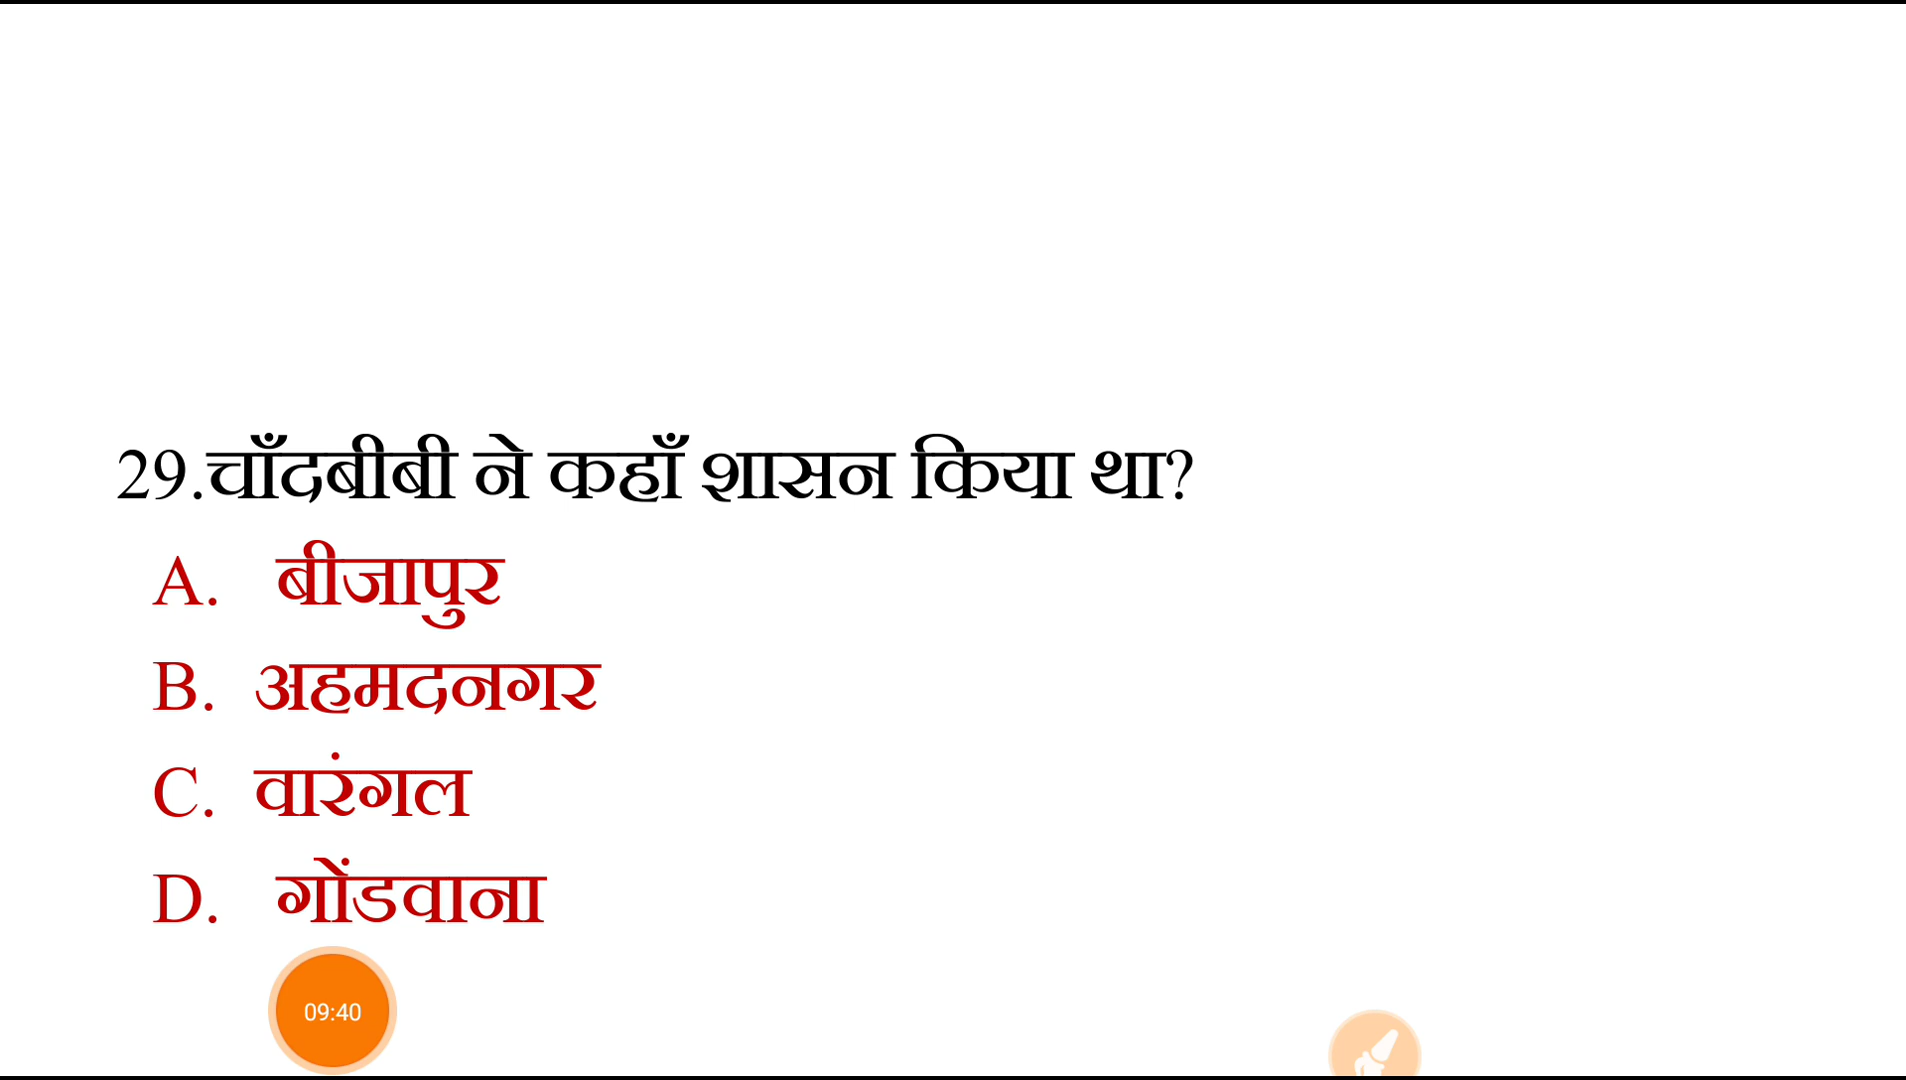 29.चाँदबीबी ने कहाँ शासन किया था?
A. बीजापुर
B. अहमदनगर
C. वारंगल
D. गोंडवाना
09:40